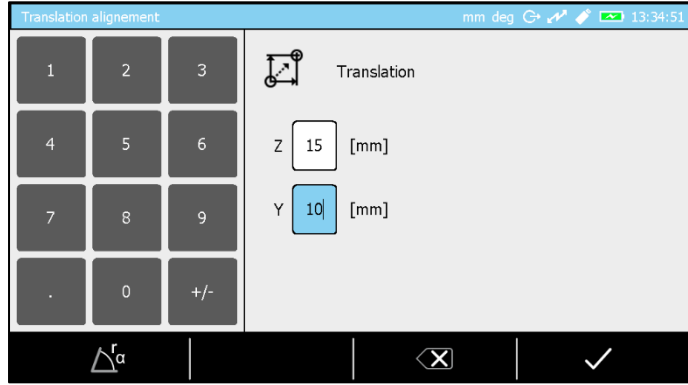 Translation alignement mm deg 13:34:51
1 2 3
Translation
4 5 6
Z 15 [mm]
7 8 9
Y 10 [mm]
. 0 +/-
r
α